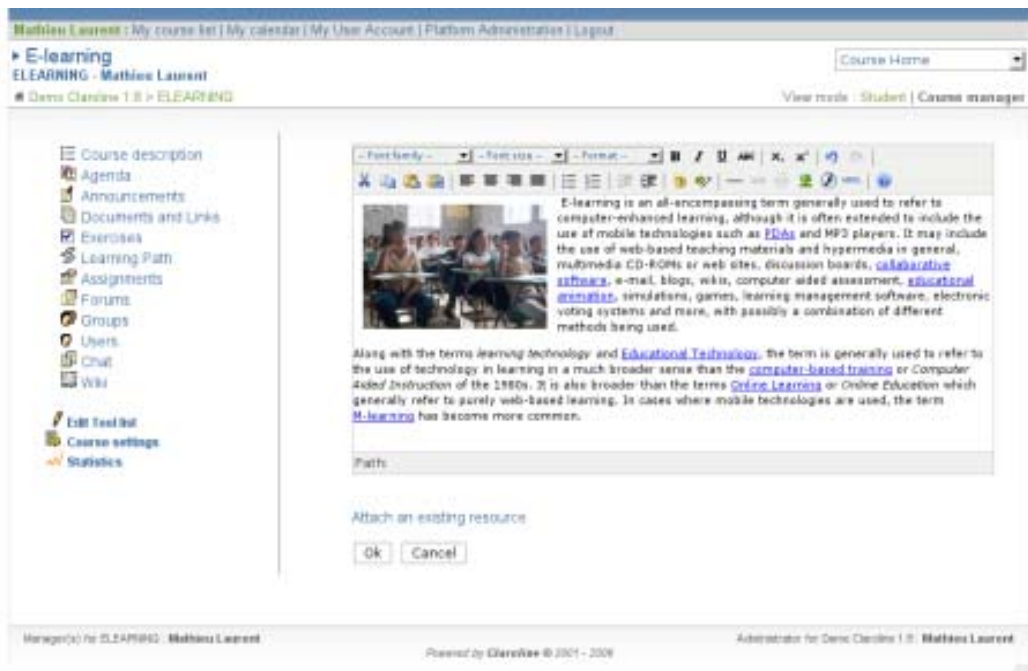 Mathieu Laurent : My course list | My calendar | My User Account | Platform Administration | Logout
E-learning
Course Home
ELEARNING - Mathieu Laurent
Demo Claroline 1.8 > ELEARNING
View mode : Student | Course manager
Course description
Agenda
Announcements
Documents and Links
Exercises
Learning Path
Assignments
Forums
Groups
Users
Chat
Wiki
Edit Tool list
Course settings
Statistics
- Font family - - Font size - - Format - B I U ABC x, x²
E-learning is an all-encompassing term generally used to refer to
computer-enhanced learning, although it is often extended to include the
use of mobile technologies such as PDAs and MP3 players. It may include
the use of web-based teaching materials and hypermedia in general,
multimedia CD-ROMs or web sites, discussion boards, collaborative
software, e-mail, blogs, wikis, computer aided assessment, educational
animation, simulations, games, learning management software, electronic
voting systems and more, with possibly a combination of different
methods being used.
Along with the terms learning technology and Educational Technology, the term is generally used to refer to
the use of technology in learning in a much broader sense than the computer-based training or Computer
Aided Instruction of the 1980s. It is also broader than the terms Online Learning or Online Education which
generally refer to purely web-based learning. In cases where mobile technologies are used, the term
M-learning has become more common.
Path:
Attach an existing resource
Ok Cancel
Manager(s) for ELEARNING : Mathieu Laurent
Administrator for Demo Claroline 1.8 : Mathieu Laurent
Powered by Claroline © 2001 - 2006